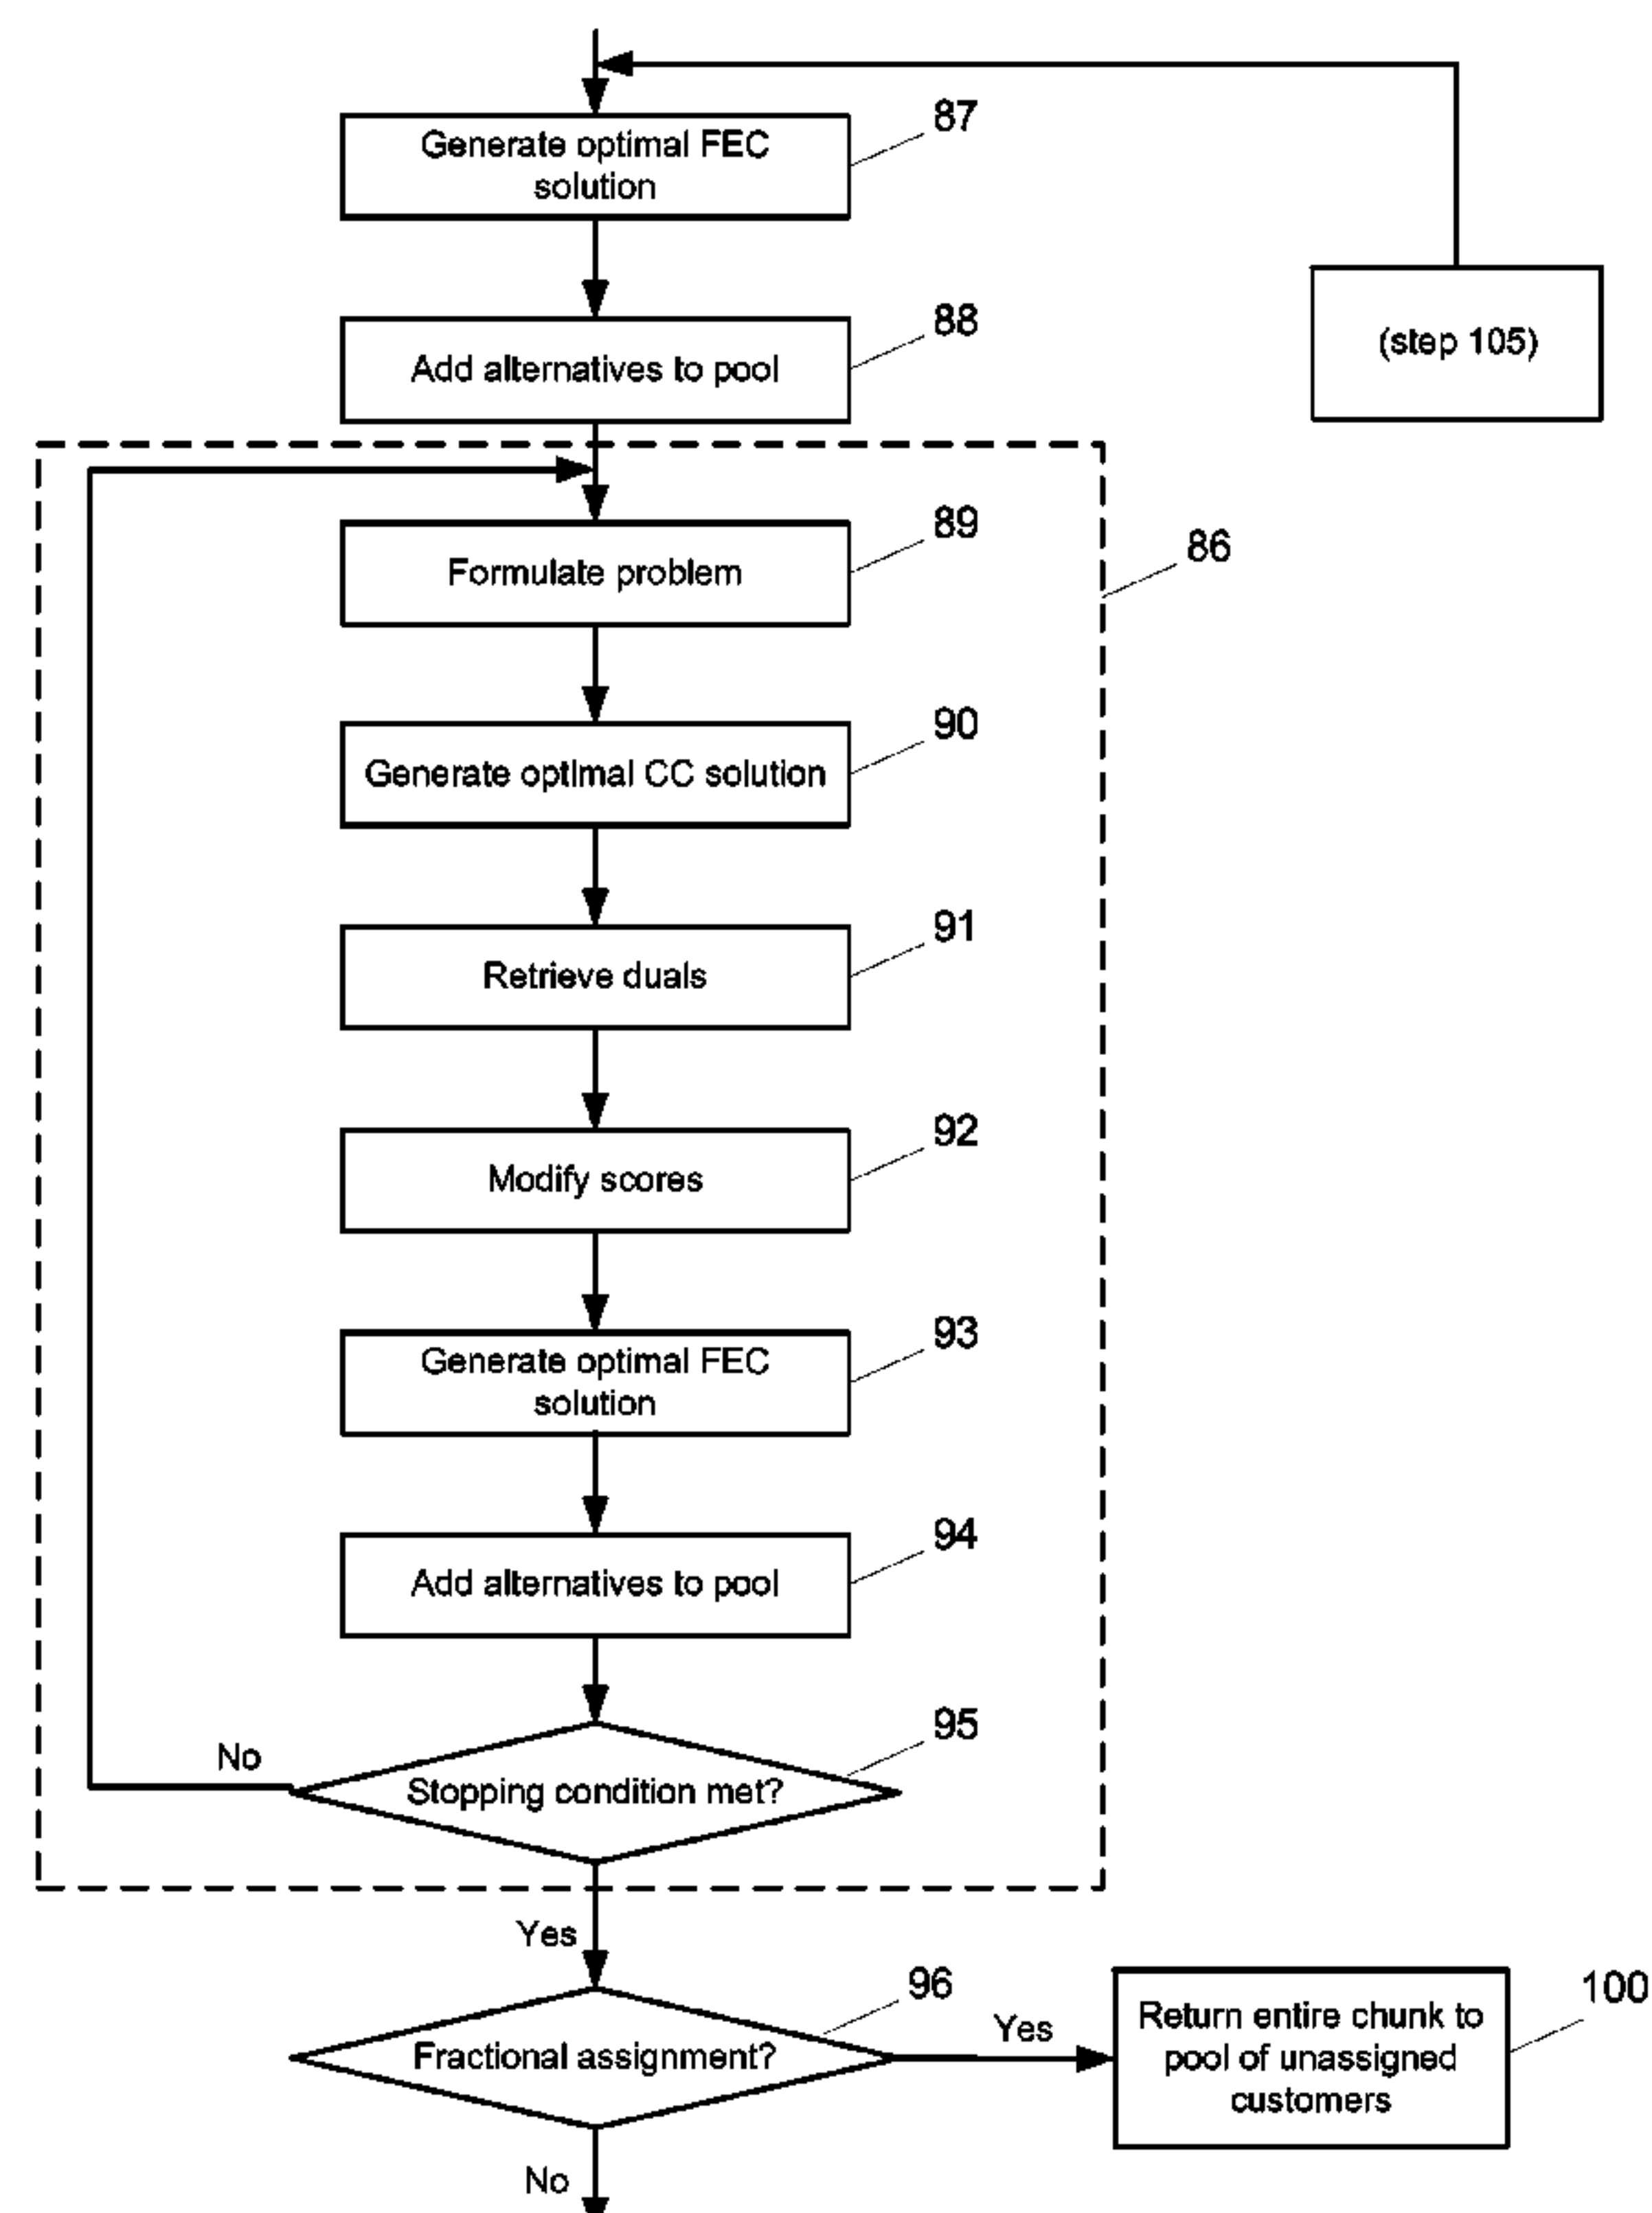 87
Generate optimal FEC
solution
88
Add alternatives to pool
(step 105)
89
Formulate problem
86
90
Generate optimal CC solution
91
Retrieve duals
92
Modify scores
93
Generate optimal FEC
solution
94
Add alternatives to pool
95
No
Stopping condition met?
Yes
96
Fractional assignment?
Yes
100
Return entire chunk to
pool of unassigned
customers
No